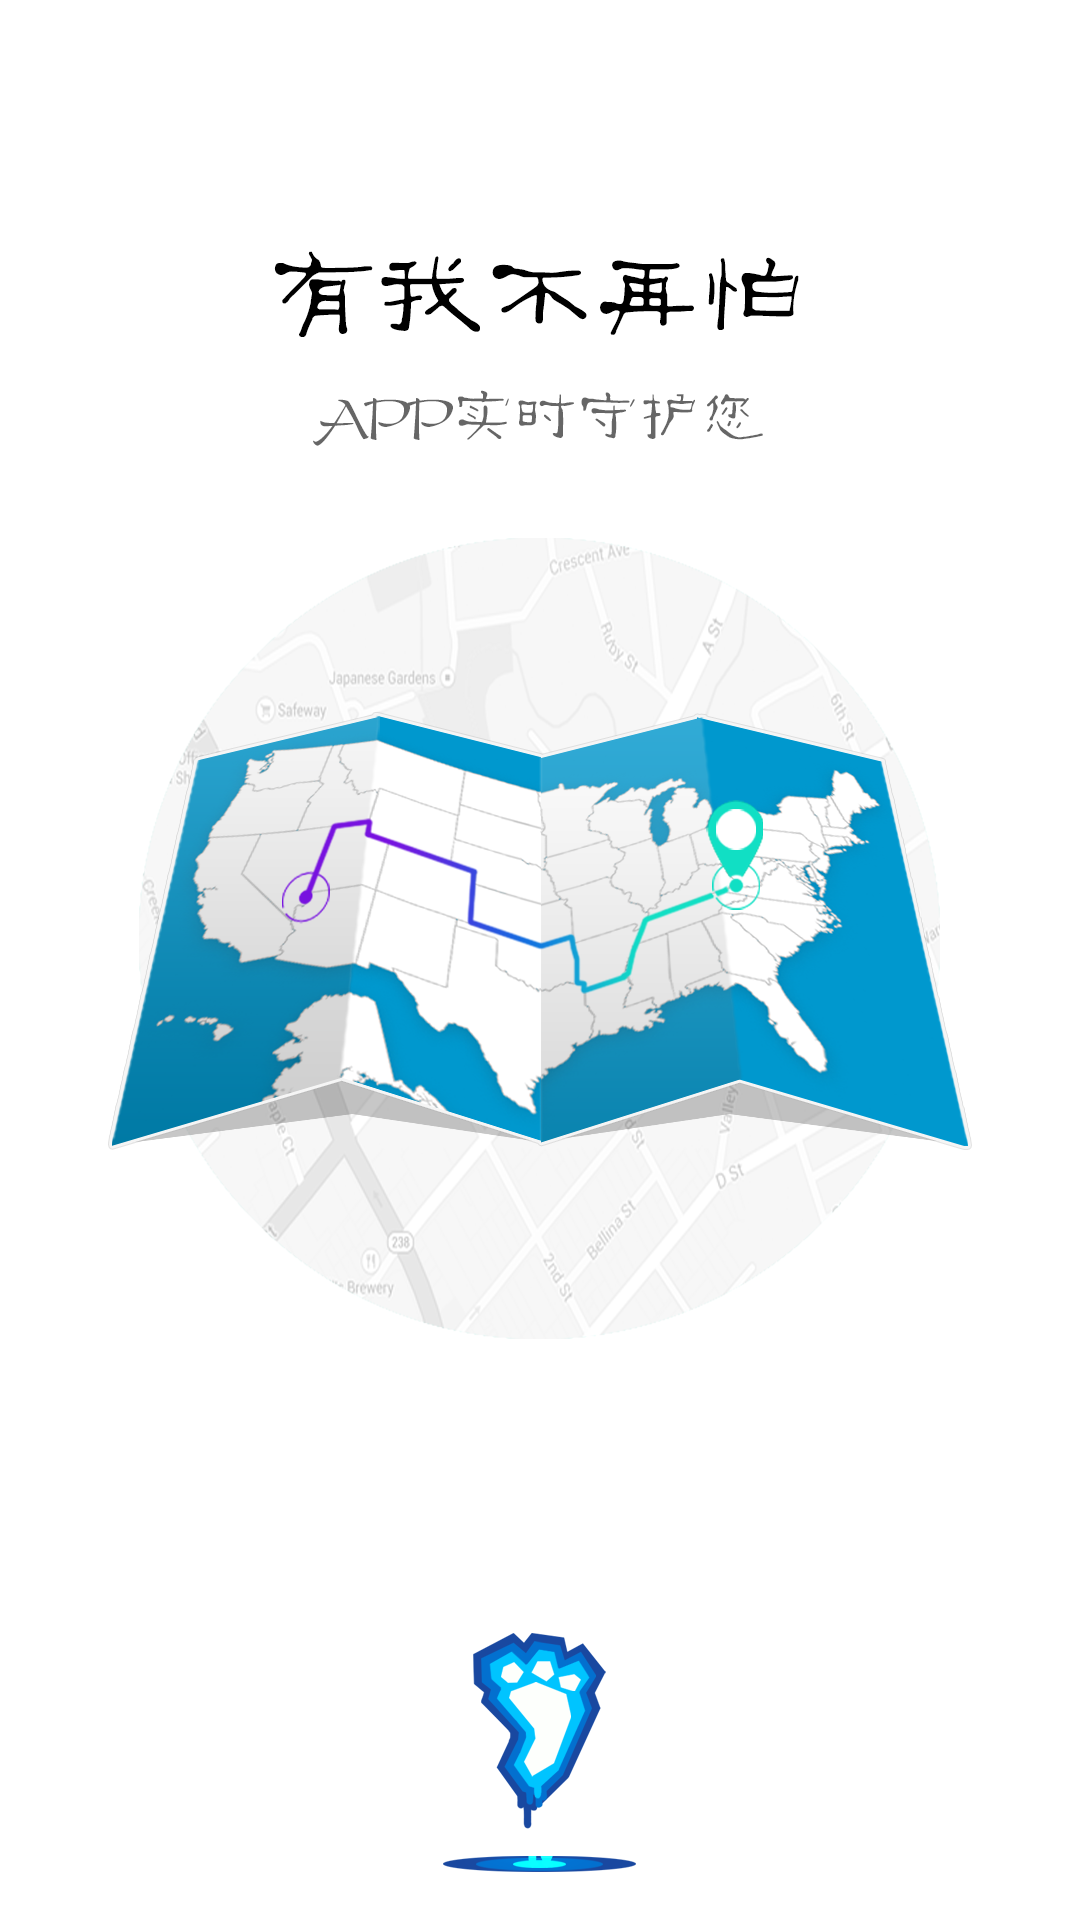 有我不再怕
APP实时守护您
Crescent Ave
Ruby St
A St
Japanese Gardens
Safeway
6th St
Valley
D St
Bellina St
238
2nd St
Brewery